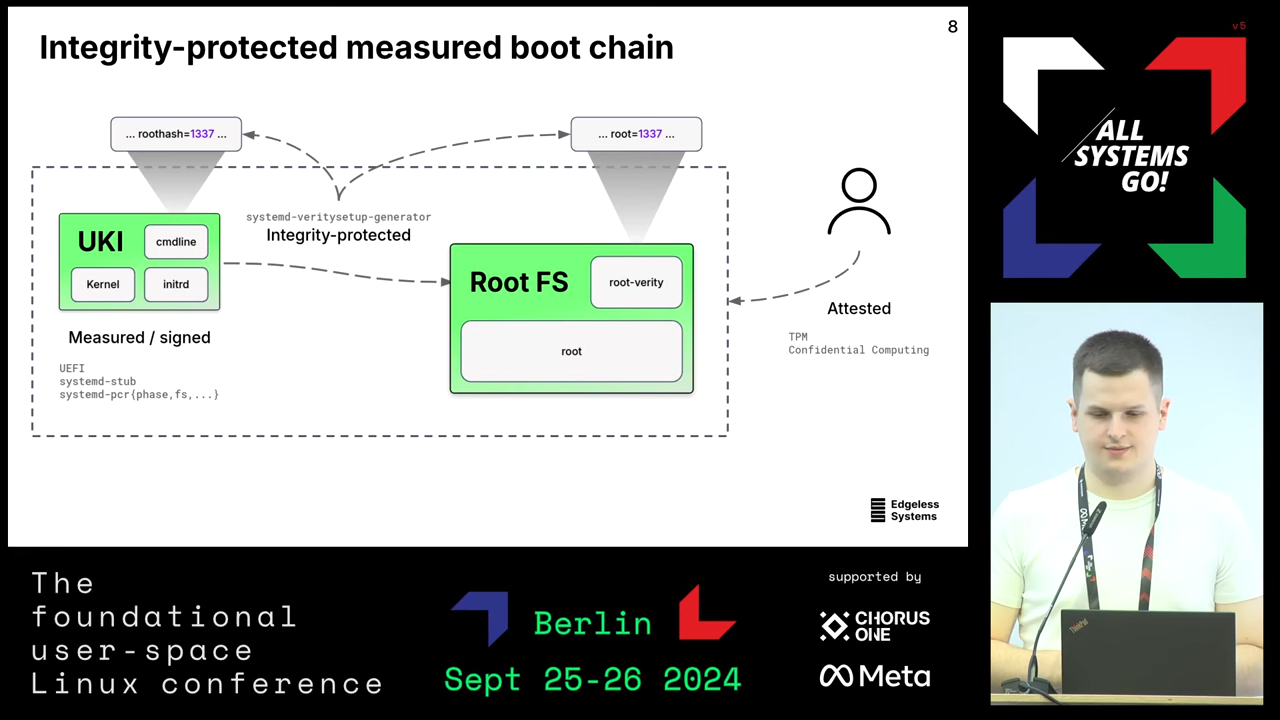 Integrity-protected measured boot chain
8
v5
... roothash=1337 ...
... root=1337 ...
ALL
SYSTEMS
GO!
systemd-veritysetup-generator
Integrity-protected
UKI
cmdline
Kernel
initrd
Root FS
root-verity
root
Measured / signed
UEFI
systemd-stub
systemd-pcr{phase,fs,...}
Attested
TPM
Confidential Computing
Edgeless
Systems
The
foundational
user-space
Linux conference
Berlin
Sept 25-26 2024
supported by
CHORUS
ONE
Meta
Meta
ThinkPad